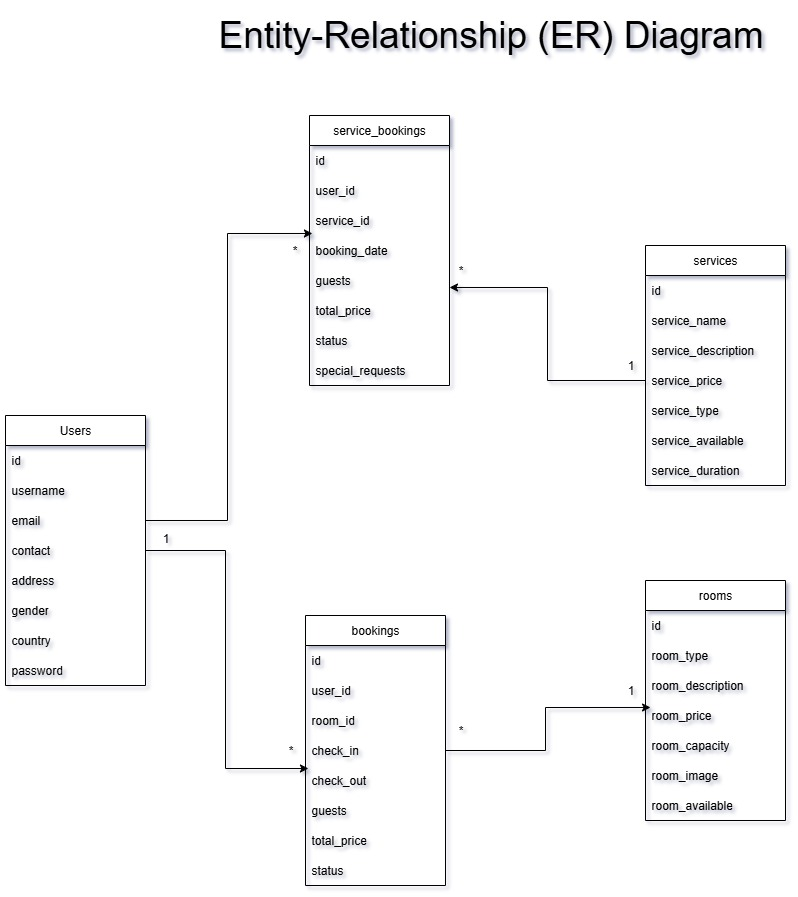 Entity-Relationship (ER) Diagram
service_bookings
id
user_id
service_id
*
booking_date
guests
total_price
status
special_requests
*
1
services
id
service_name
service_description
service_price
service_type
service_available
service_duration
Users
id
username
email
contact
address
gender
country
password
1
*
bookings
id
user_id
room_id
check_in
check_out
guests
total_price
status
*
1
rooms
id
room_type
room_description
room_price
room_capacity
room_image
room_available